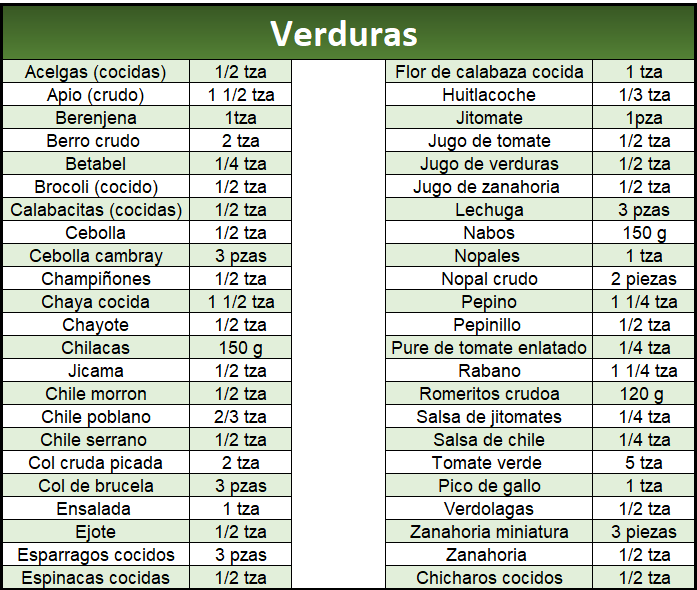 Verduras
Acelgas (cocidas) 1/2 tza
Apio (crudo) 1 1/2 tza
Berenjena 1tza
Berro crudo 2 tza
Betabel 1/4 tza
Brocoli (cocido) 1/2 tza
Calabacitas (cocidas) 1/2 tza
Cebolla 1/2 tza
Cebolla cambray 3 pzas
Champiñones 1/2 tza
Chaya cocida 1 1/2 tza
Chayote 1/2 tza
Chilacas 150 g
Jicama 1/2 tza
Chile morron 1/2 tza
Chile poblano 2/3 tza
Chile serrano 1/2 tza
Col cruda picada 2 tza
Col de brucela 3 pzas
Ensalada 1 tza
Ejote 1/2 tza
Esparragos cocidos 3 pzas
Espinacas cocidas 1/2 tza
Flor de calabaza cocida 1 tza
Huitlacoche 1/3 tza
Jitomate 1pza
Jugo de tomate 1/2 tza
Jugo de verduras 1/2 tza
Jugo de zanahoria 1/2 tza
Lechuga 3 pzas
Nabos 150 g
Nopales 1 tza
Nopal crudo 2 piezas
Pepino 1 1/4 tza
Pepinillo 1/2 tza
Pure de tomate enlatado 1/4 tza
Rabano 1 1/4 tza
Romeritos crudoa 120 g
Salsa de jitomates 1/4 tza
Salsa de chile 1/4 tza
Tomate verde 5 tza
Pico de gallo 1 tza
Verdolagas 1/2 tza
Zanahoria miniatura 3 piezas
Zanahoria 1/2 tza
Chicharos cocidos 1/2 tza